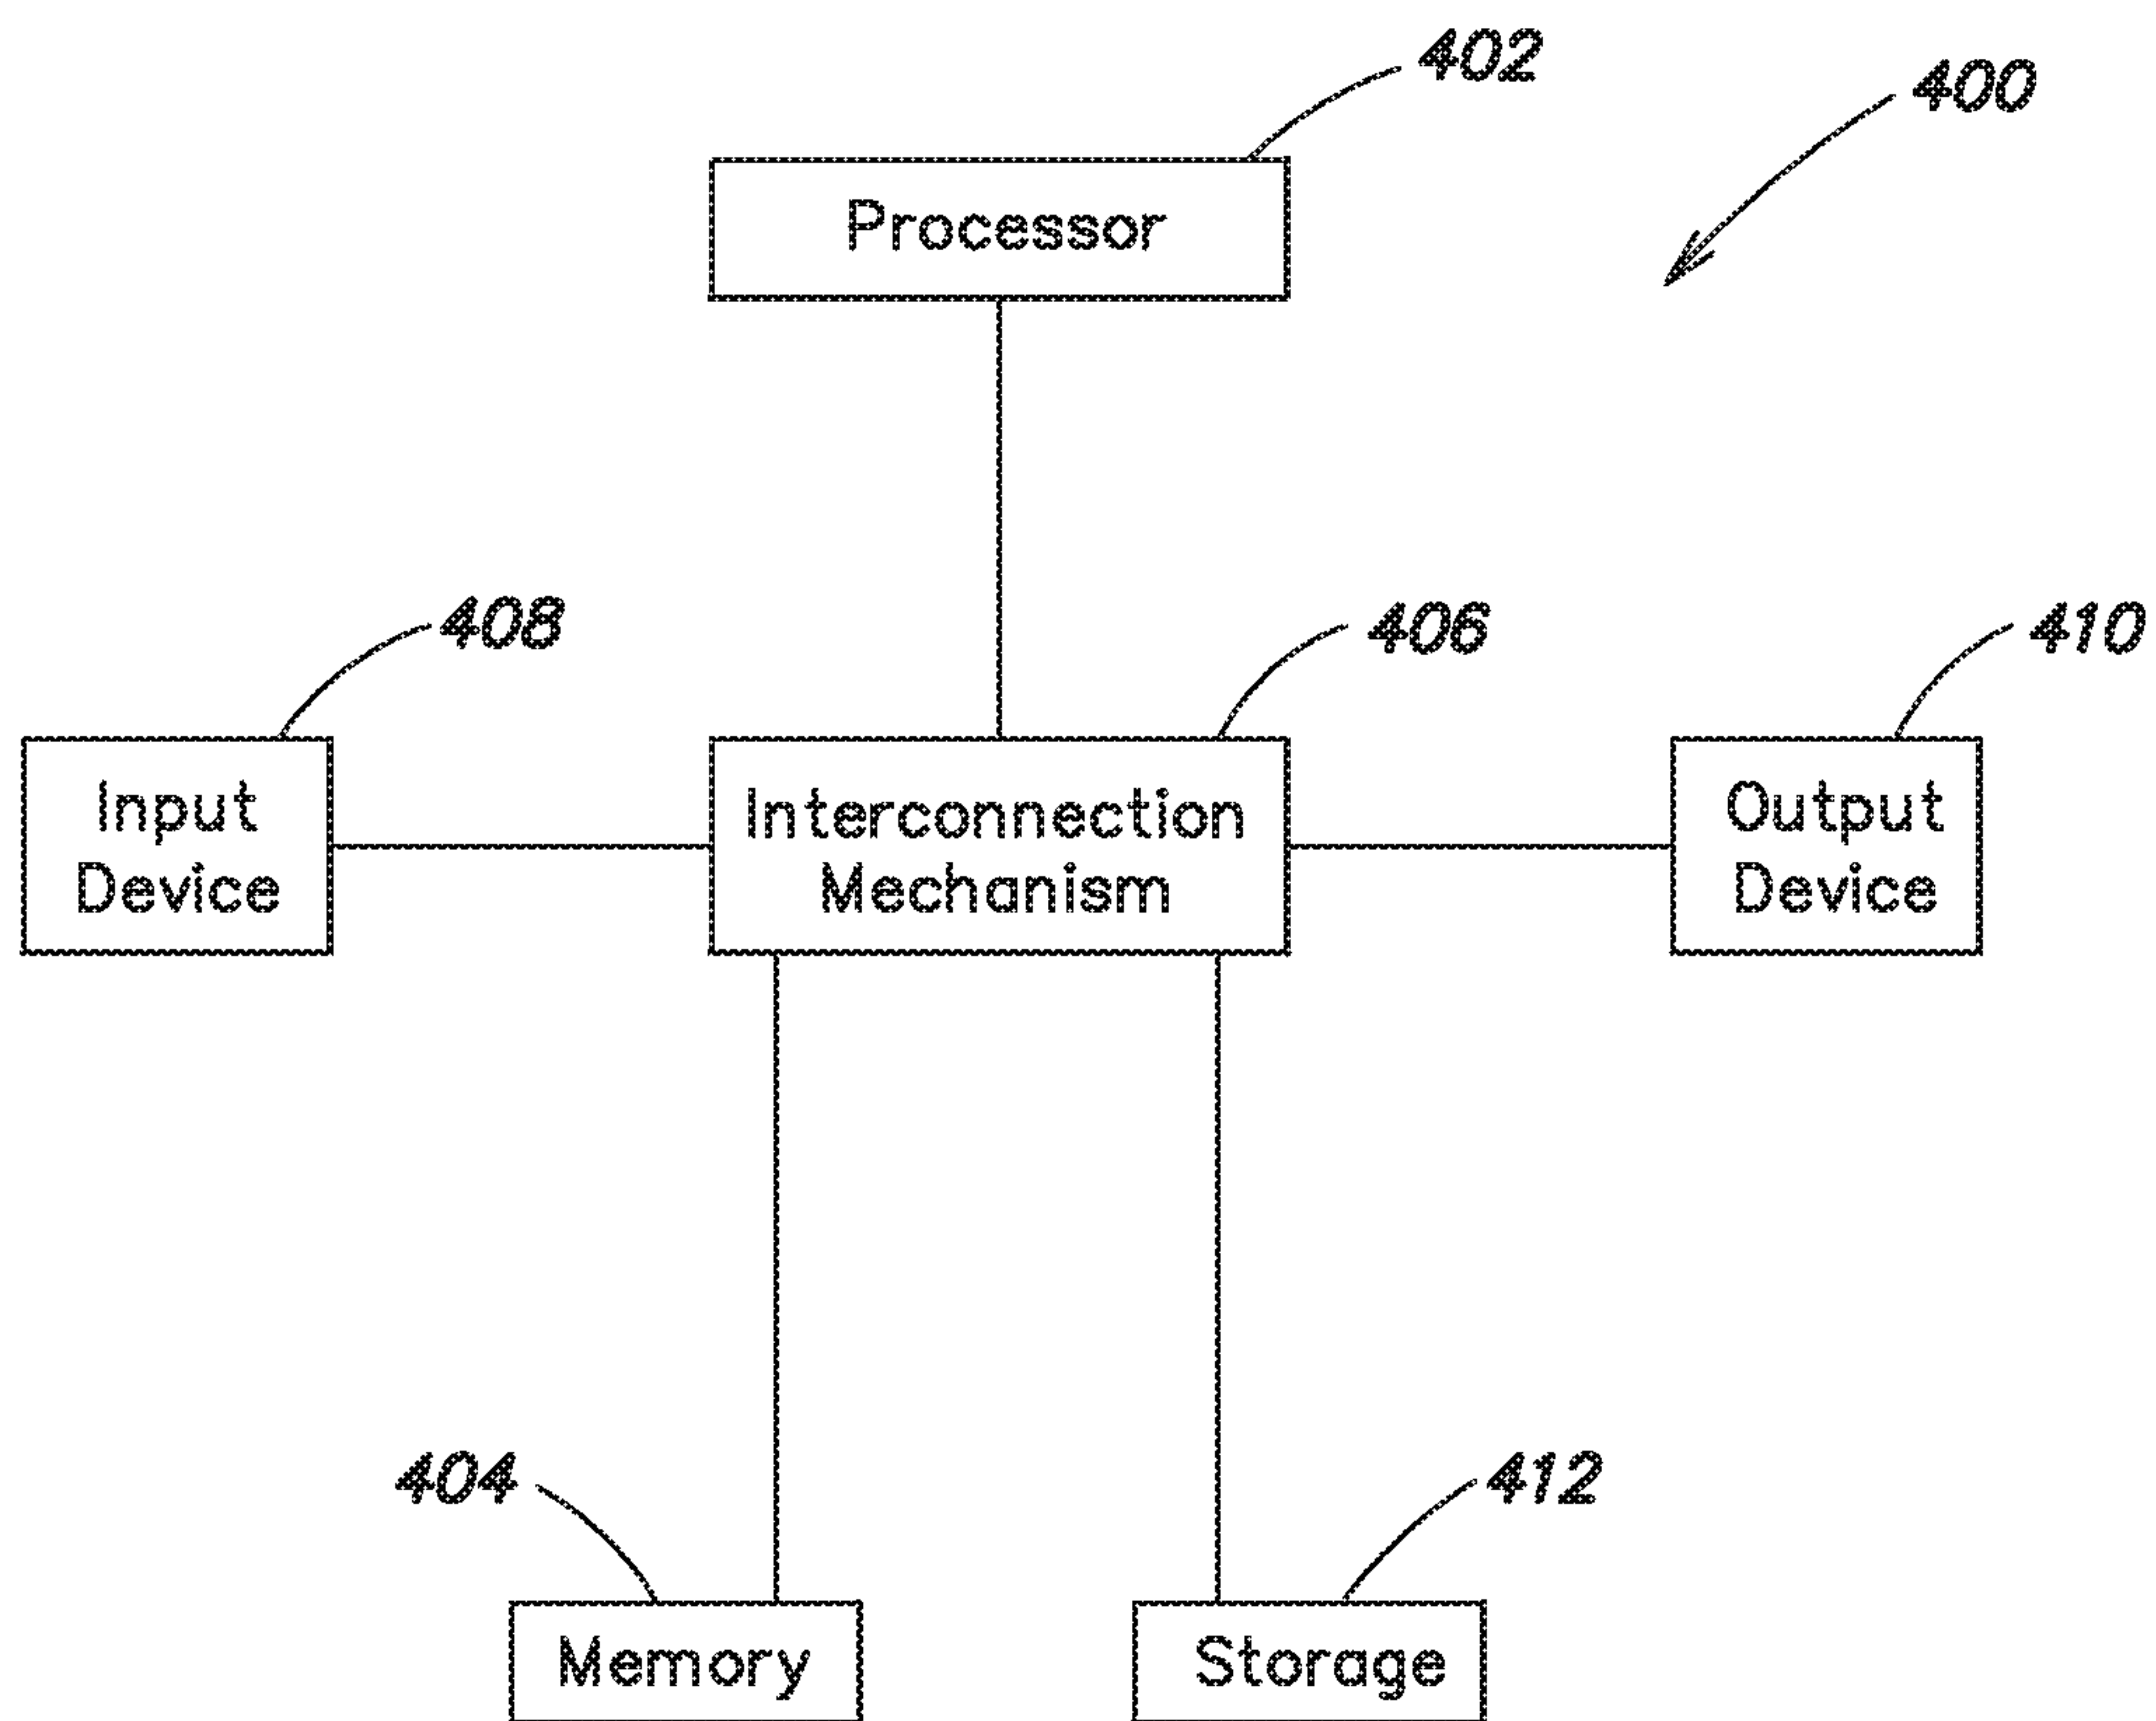 402
400
Processor
408
406
410
Input
Device
Interconnection
Mechanism
Output
Device
404
412
Memory
Storage